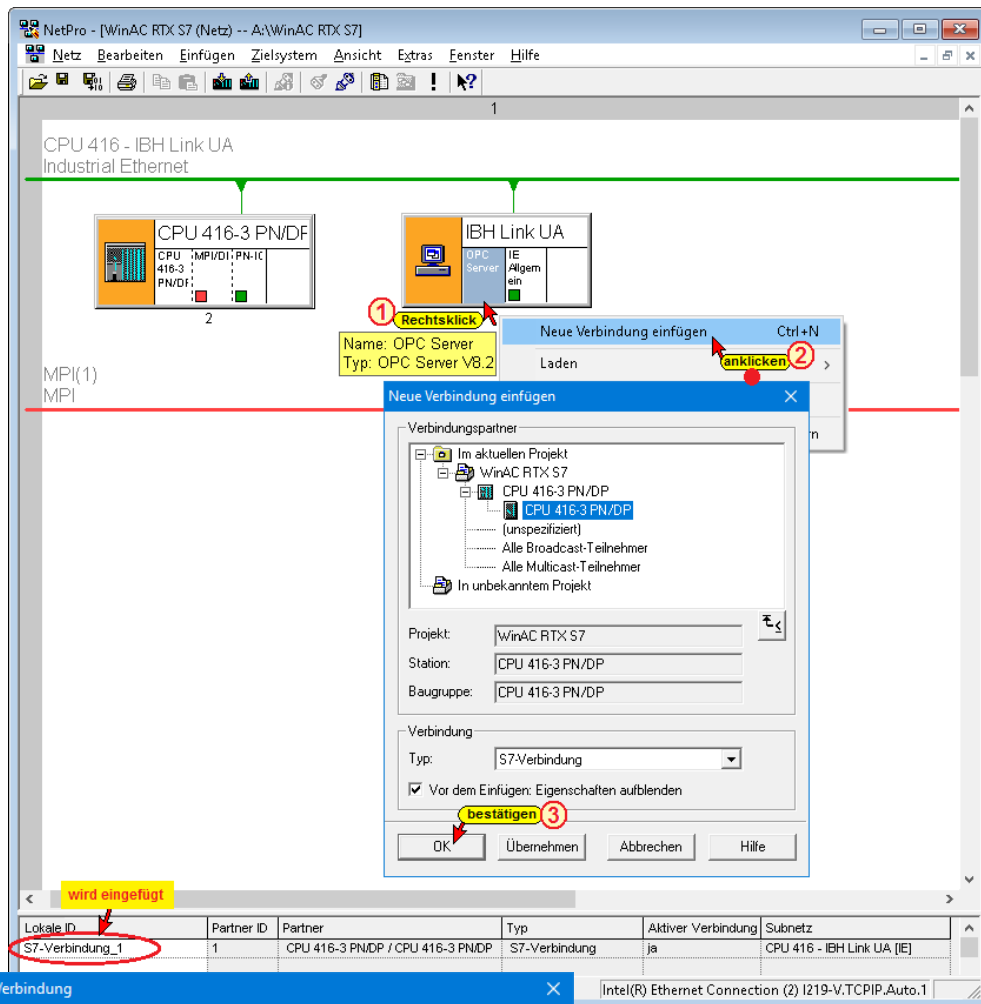 NetPro - [WinAC RTX S7 (Netz) -- A:\WinAC RTX S7]
Netz Bearbeiten Einfügen Zielsystem Ansicht Extras Fenster Hilfe
1
CPU 416 - IBH Link UA
Industrial Ethernet
CPU 416-3 PN/DP
CPU 416-3 PN/DP
MPI/DP
PN-IO
2
IBH Link UA
OPC Server
IE Allgemein
1 Rechtsklick
Name: OPC Server
Typ: OPC Server V8.2
Neue Verbindung einfügen Ctrl+N
anklicken 2
Laden
MPI(1)
MPI
rn
Neue Verbindung einfügen
Verbindungspartner
Im aktuellen Projekt
WinAC RTX S7
CPU 416-3 PN/DP
CPU 416-3 PN/DP
(unspezifiziert)
Alle Broadcast-Teilnehmer
Alle Multicast-Teilnehmer
In unbekanntem Projekt
Projekt: WinAC RTX S7
Station: CPU 416-3 PN/DP
Baugruppe: CPU 416-3 PN/DP
Verbindung
Typ: S7-Verbindung
Vor dem Einfügen: Eigenschaften aufblenden
bestätigen 3
OK Übernehmen Abbrechen Hilfe
wird eingefügt
Lokale ID Partner ID Partner Typ Aktiver Verbindung Subnetz
S7-Verbindung_1 1 CPU 416-3 PN/DP / CPU 416-3 PN/DP S7-Verbindung ja CPU 416 - IBH Link UA [IE]
Verbindung
Intel(R) Ethernet Connection (2) I219-V.TCPIP.Auto.1